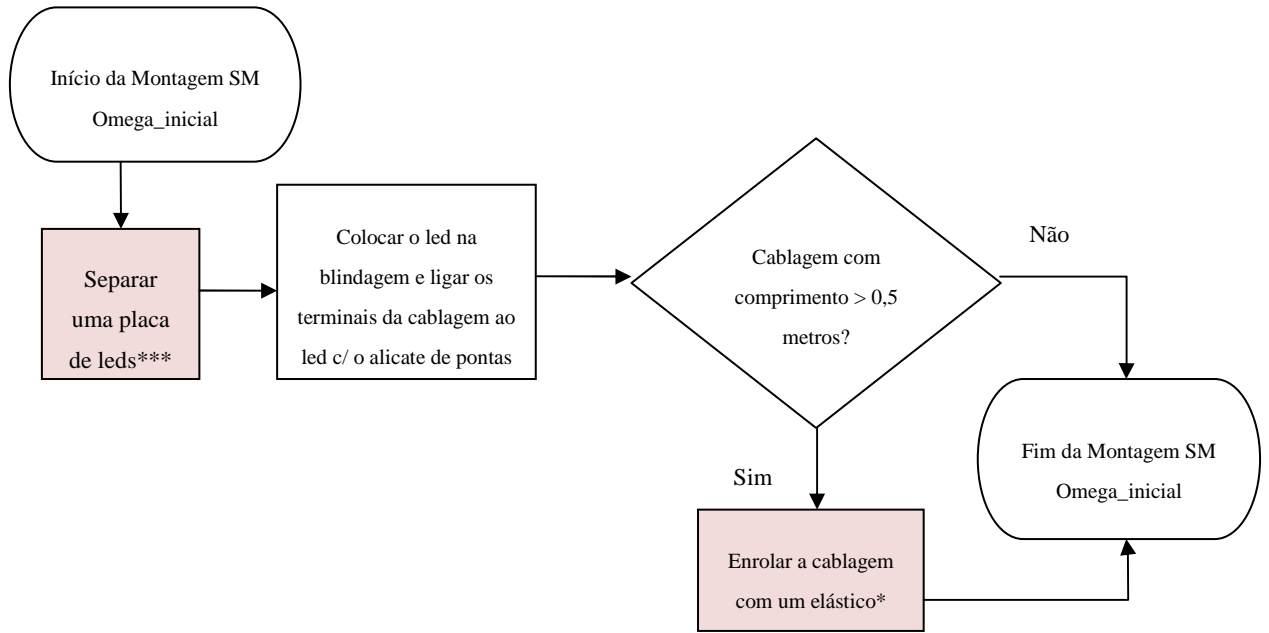 Início da Montagem SM
Omega_inicial
Separar
uma placa
de leds***
Colocar o led na
blindagem e ligar os
terminais da cablagem ao
led c/ o alicate de pontas
Cablagem com
comprimento > 0,5
metros?
Não
Sim
Enrolar a cablagem
com um elástico*
Fim da Montagem SM
Omega_inicial